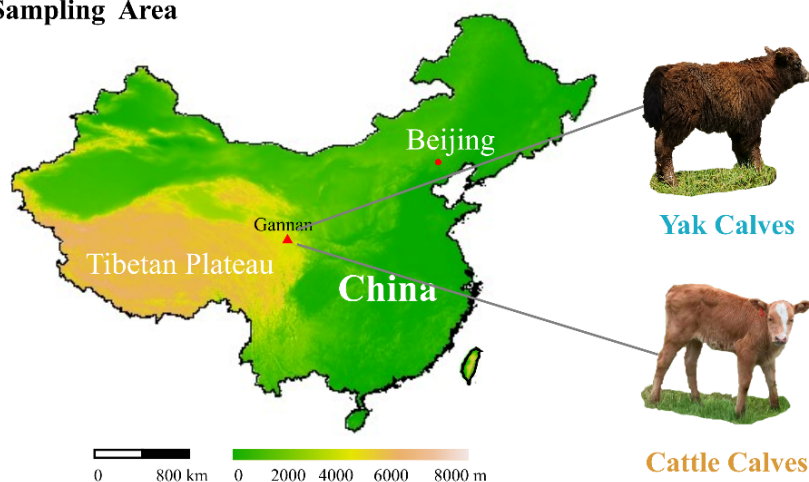 Sampling Area
Beijing
Gannan
Yak Calves
Tibetan Plateau
China
0 800 km
0 2000 4000 6000 8000 m
Cattle Calves